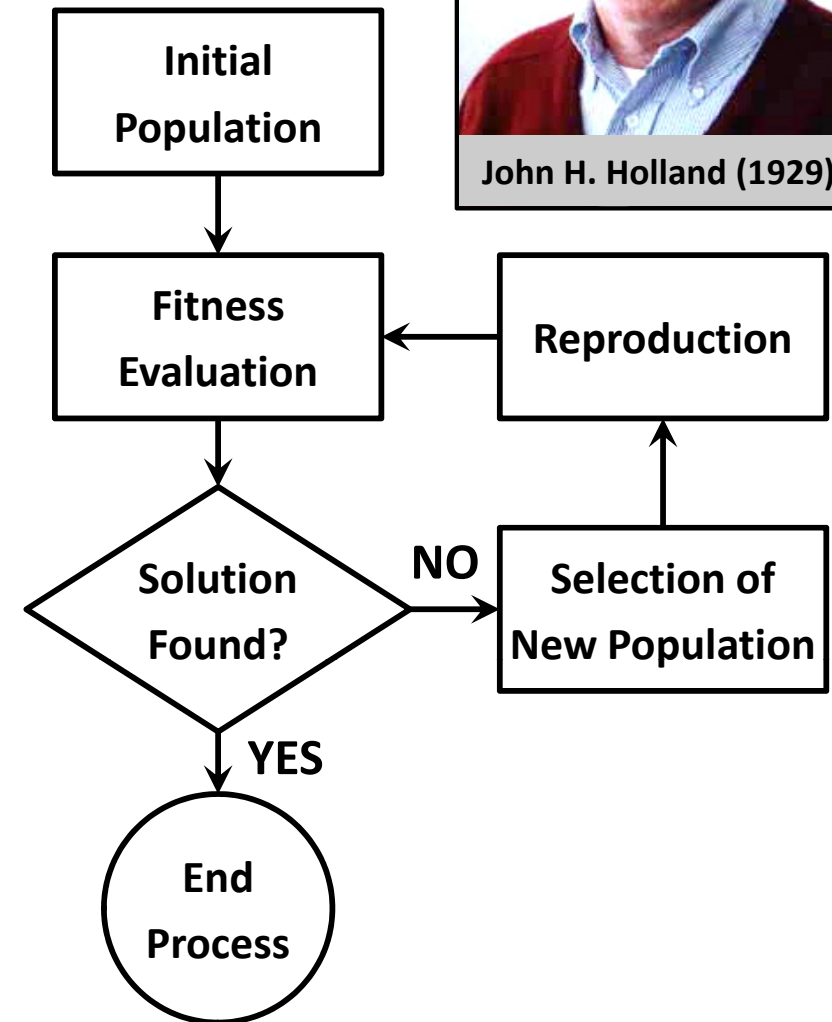 Initial
Population
John H. Holland (1929)
Fitness
Evaluation
Reproduction
Solution
Found?
NO
Selection of
New Population
YES
End
Process